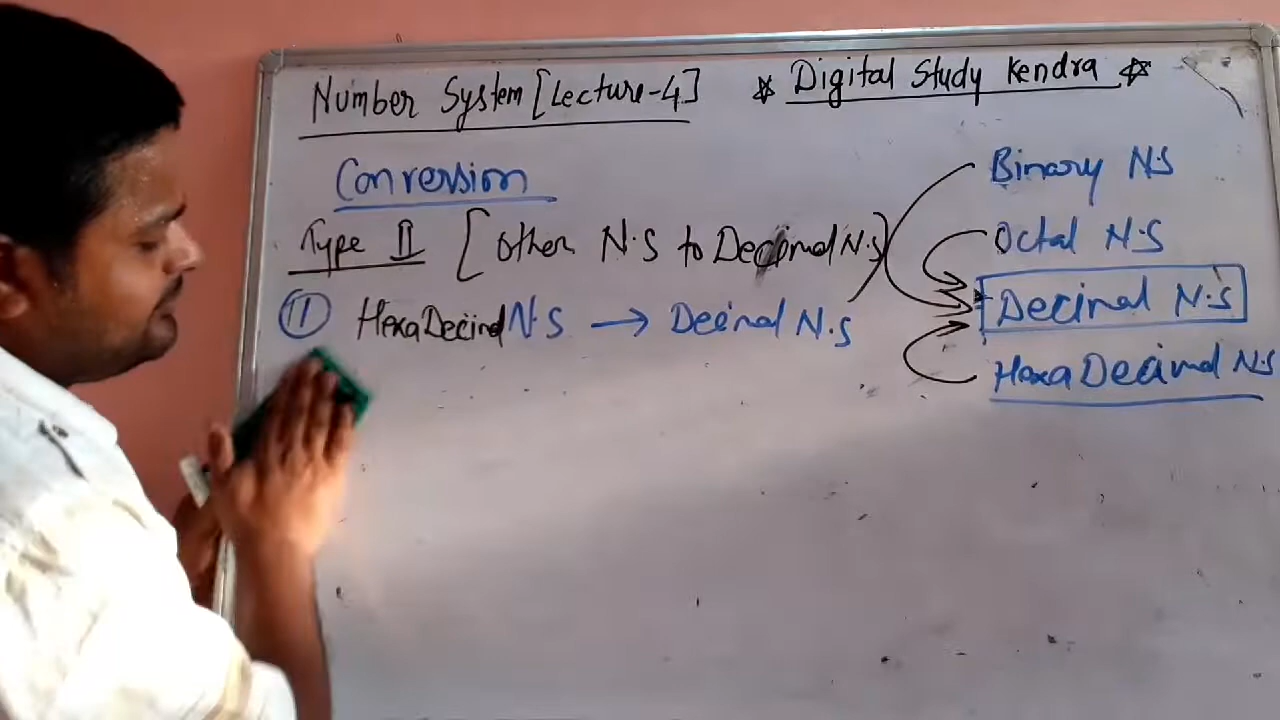 Number System [Lecture-4]
☆ Digital Study Kendra ☆
Conversion
Type II [Other N.S to Decimal N.S]
11 HexaDecimal N.S → Decimal N.S
Binary N.S
Octal N.S
Decimal N.S
HexaDecimal N.S